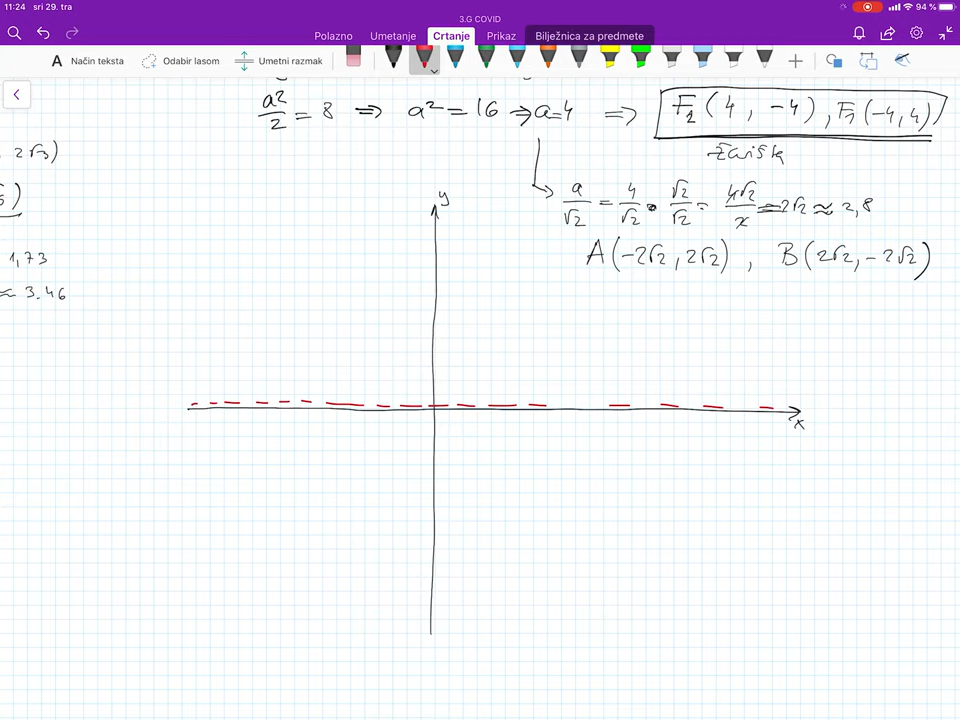 11:24 sri 29. tra 94 %
3.G COVID
Polazno Umetanje Crtanje Prikaz Bilježnica za predmete
A Način teksta Odabir lasom Umetni razmak
a²/2 = 8 ⇒ a² = 16 ⇒ a=4 ⇒ F₂(4, -4), F₁(-4,4)
žarišta
2√3)
a/√2 = 4/√2 · √2/√2 = 4√2/2 = 2√2 ≈ 2,8
A(-2√2, 2√2), B(2√2, -2√2)
1,73
≈ 3.46
y
x